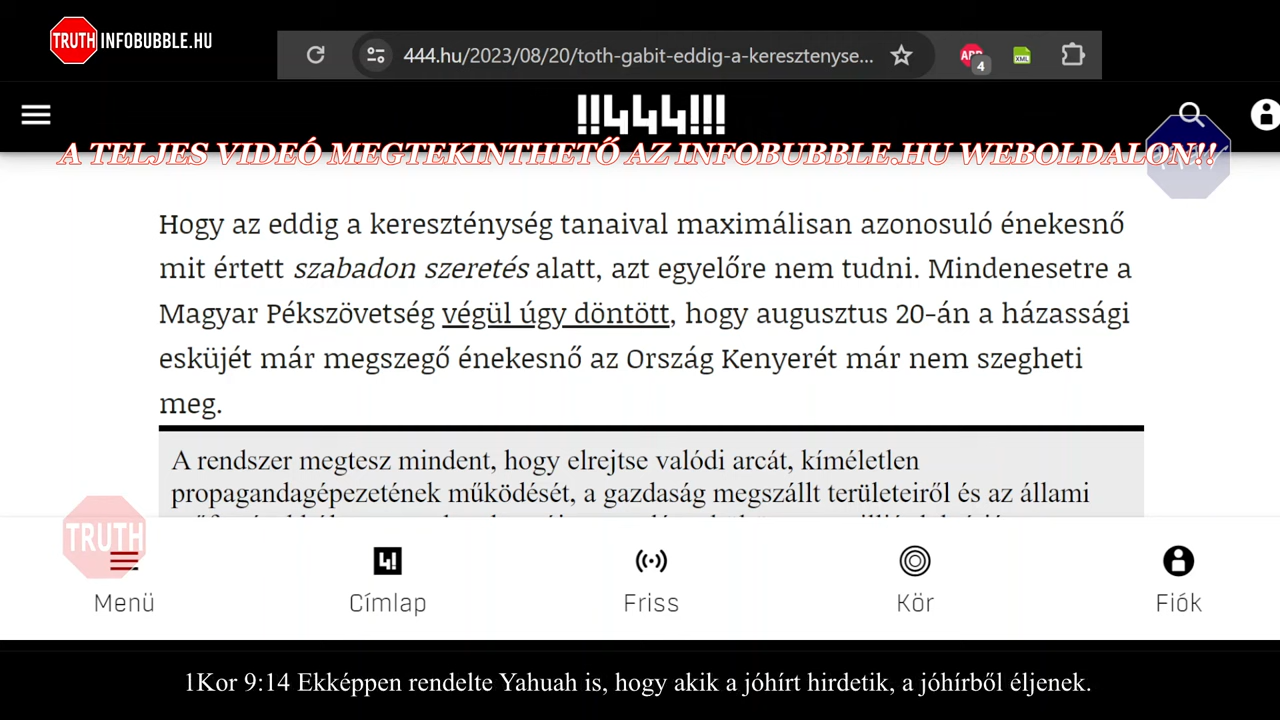 TRUTH INFOBUBBLE.HU
444.hu/2023/08/20/toth-gabit-eddig-a-keresztenyse...
ABP 4 XML
!!444!!!
A TELJES VIDEÓ MEGTEKINTHETŐ AZ INFOBUBBLE.HU WEBOLDALON!!
Hogy az eddig a kereszténység tanaival maximálisan azonosuló énekesnő
mit értett szabadon szeretés alatt, azt egyelőre nem tudni. Mindenesetre a
Magyar Pékszövetség végül úgy döntött, hogy augusztus 20-án a házassági
esküjét már megszegő énekesnő az Ország Kenyerét már nem szegheti
meg.
A rendszer megtesz mindent, hogy elrejtse valódi arcát, kíméletlen
propagandagépezetének működését, a gazdaság megszállt területeiről és az állami
TRUTH
4!
Menü
Címlap
Friss
Kör
Fiók
1Kor 9:14 Ekképpen rendelte Yahuah is, hogy akik a jóhírt hirdetik, a jóhírből éljenek.